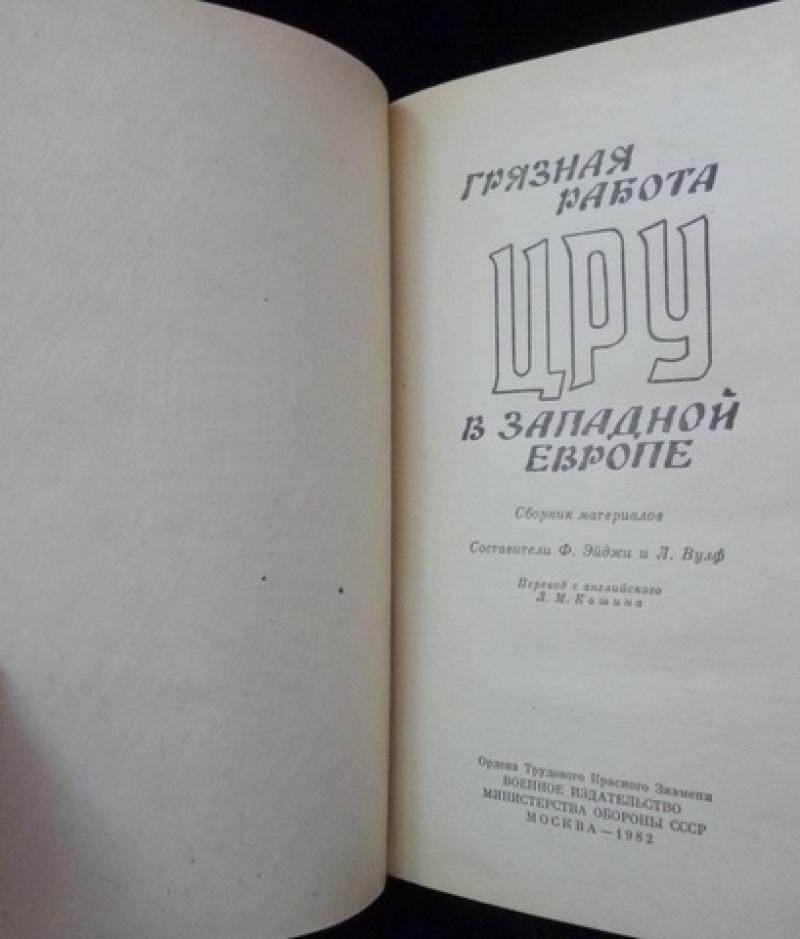 ГРЯЗНАЯ
РАБОТА
ЦРУ
В ЗАПАДНОЙ
ЕВРОПЕ
Сборник материалов
Составители Ф. Эйджи и Л. Вулф
Перевод с английского
Л. М. Кашина
Ордена Трудового Красного Знамени
ВОЕННОЕ ИЗДАТЕЛЬСТВО
МИНИСТЕРСТВА ОБОРОНЫ СССР
МОСКВА — 1982